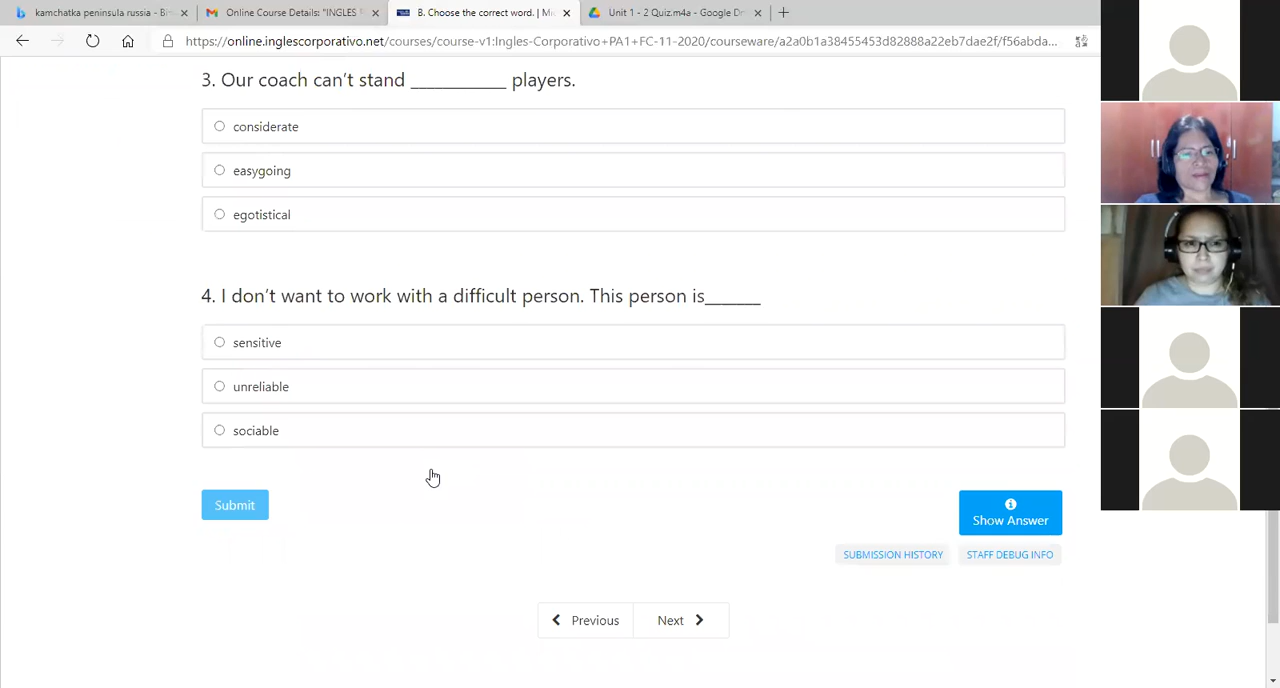 kamchatka peninsula russia - Bi
Online Course Details: "INGLES
B. Choose the correct word. | Mi
Unit 1 - 2 Quiz.m4a - Google Dr
https://online.inglescorporativo.net/courses/course-v1:Ingles-Corporativo+PA1+FC-11-2020/courseware/a2a0b1a38455453d82888a22eb7dae2f/f56abda...
3. Our coach can’t stand ___________ players.
considerate
easygoing
egotistical
4. I don’t want to work with a difficult person. This person is_______
sensitive
unreliable
sociable
Submit
Show Answer
SUBMISSION HISTORY
STAFF DEBUG INFO
Previous
Next